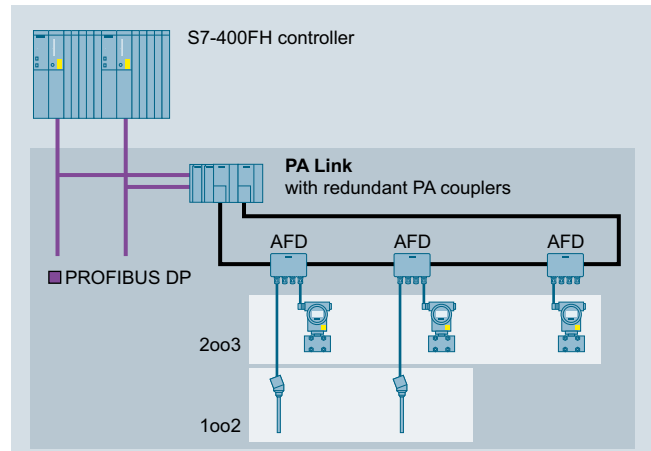 S7-400FH controller
PA Link
with redundant PA couplers
AFD AFD AFD
PROFIBUS DP
2oo3
1oo2